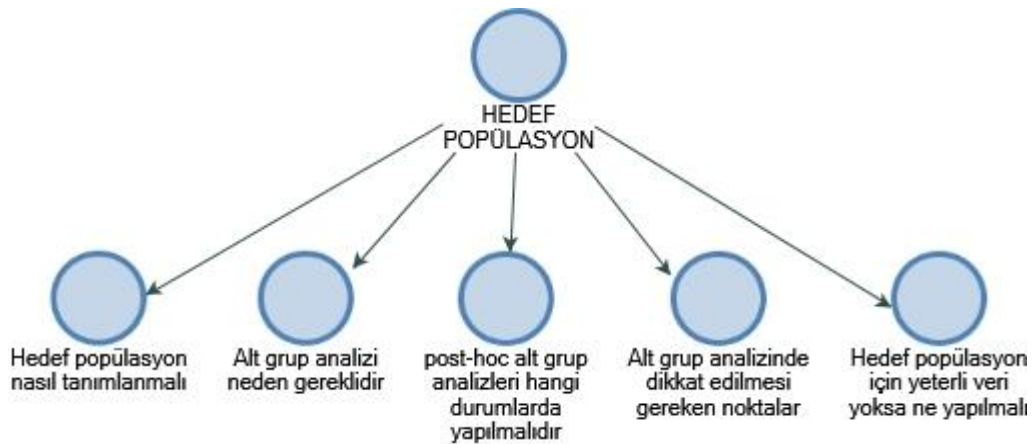 HEDEF
POPÜLASYON
Hedef popülasyon
nasıl tanımlanmalı
Alt grup analizi
neden gereklidir
post-hoc alt grup
analizleri hangi
durumlarda
yapılmalıdır
Alt grup analizinde
dikkat edilmesi
gereken noktalar
Hedef popülasyon
için yeterli veri
yoksa ne yapılmalı